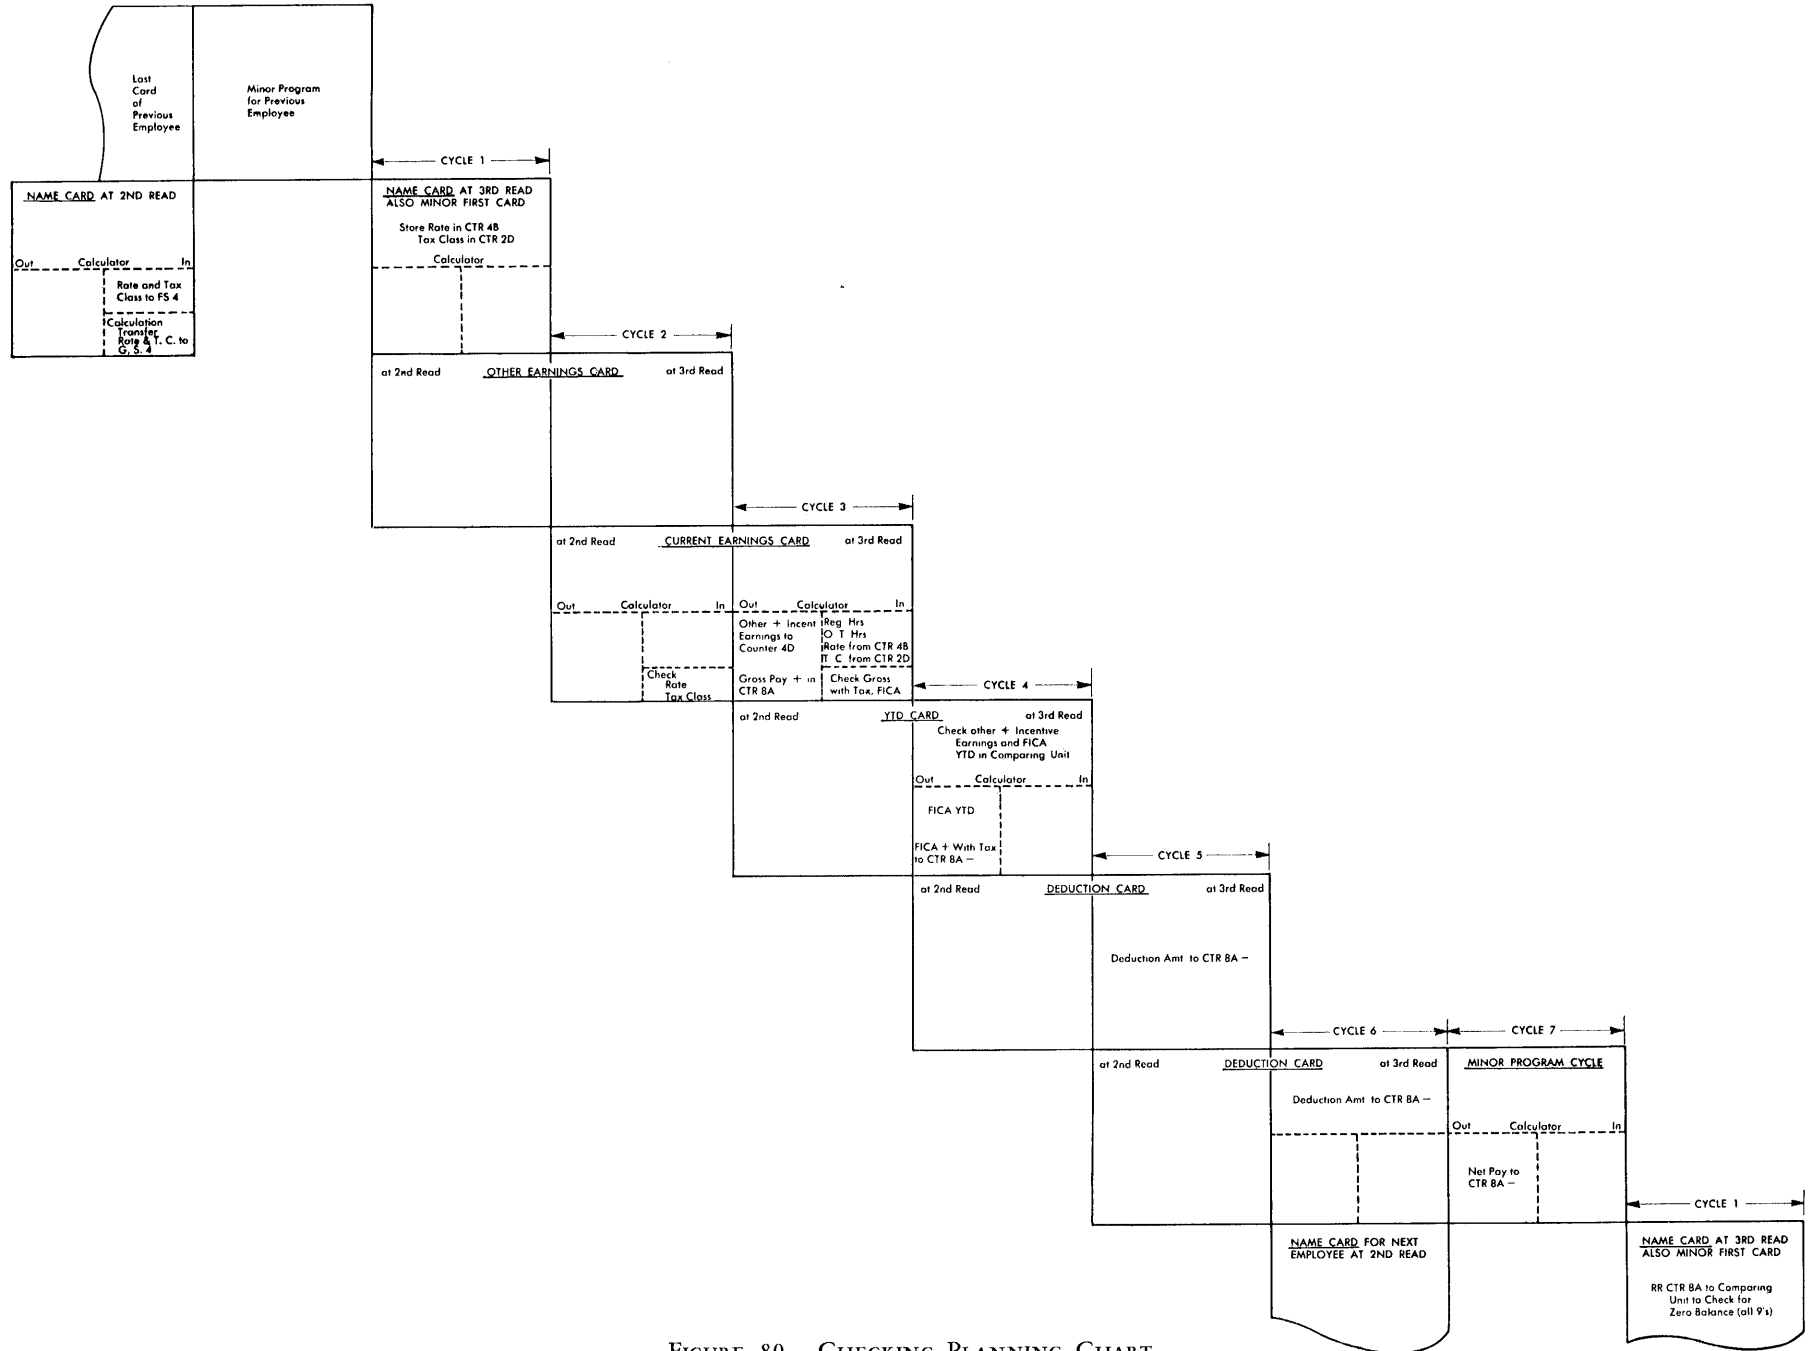 Last
Card
of
Previous
Employee
Minor Program
for Previous
Employee
CYCLE 1
NAME CARD AT 2ND READ
Out Calculator In
Rate and Tax
Class to FS 4
Calculation
Transfer
Rate & T. C. to
G, S. 4
NAME CARD AT 3RD READ
ALSO MINOR FIRST CARD
Store Rate in CTR 4B
Tax Class in CTR 2D
Calculator
CYCLE 2
at 2nd Read OTHER EARNINGS CARD at 3rd Read
CYCLE 3
at 2nd Read CURRENT EARNINGS CARD at 3rd Read
Out Calculator In
Check
Rate
Tax Class
Out Calculator In
Other + Incent
Earnings to
Counter 4D
Gross Pay + in
CTR 8A
Reg Hrs
O T Hrs
Rate from CTR 4B
T C from CTR 2D
Check Gross
with Tax, FICA
CYCLE 4
at 2nd Read YTD CARD at 3rd Read
Check other + Incentive
Earnings and FICA
YTD in Comparing Unit
Out Calculator In
FICA YTD
FICA + With Tax
to CTR 8A –
CYCLE 5
at 2nd Read DEDUCTION CARD at 3rd Read
Deduction Amt to CTR 8A –
CYCLE 6
at 2nd Read DEDUCTION CARD at 3rd Read
Deduction Amt to CTR 8A –
CYCLE 7
MINOR PROGRAM CYCLE
Out Calculator In
Net Pay to
CTR 8A –
NAME CARD FOR NEXT
EMPLOYEE AT 2ND READ
CYCLE 1
NAME CARD AT 3RD READ
ALSO MINOR FIRST CARD
RR CTR 8A to Comparing
Unit to Check for
Zero Balance (all 9's)
FIGURE 80 CHECKING PLANNING CHART